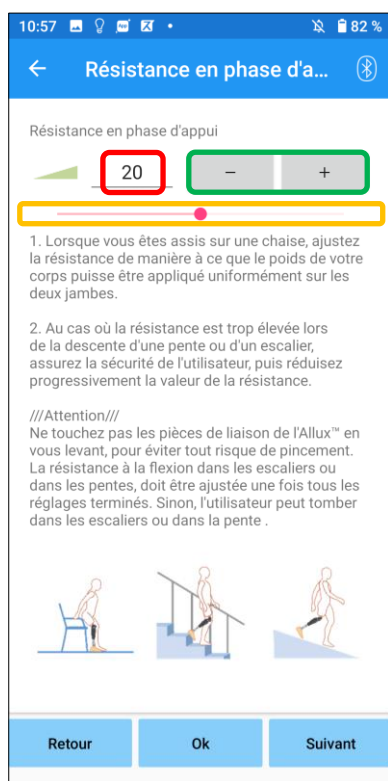 10:57 82 %
Résistance en phase d'a...
Résistance en phase d'appui
20 − +
1. Lorsque vous êtes assis sur une chaise, ajustez
la résistance de manière à ce que le poids de votre
corps puisse être appliqué uniformément sur les
deux jambes.
2. Au cas où la résistance est trop élevée lors
de la descente d'une pente ou d'un escalier,
assurez la sécurité de l'utilisateur, puis réduisez
progressivement la valeur de la résistance.
///Attention///
Ne touchez pas les pièces de liaison de l'Allux™ en
vous levant, pour éviter tout risque de pincement.
La résistance à la flexion dans les escaliers ou
dans les pentes, doit être ajustée une fois tous les
réglages terminés. Sinon, l'utilisateur peut tomber
dans les escaliers ou dans la pente .
Retour Ok Suivant